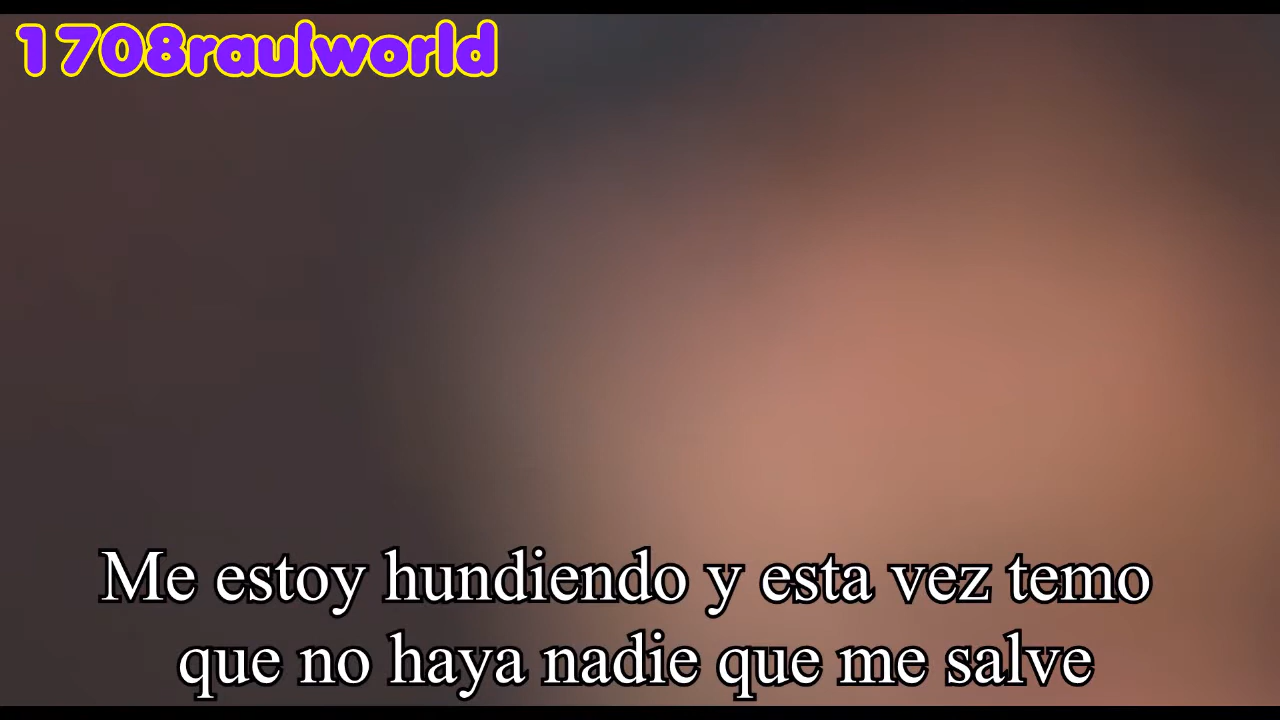 1708raulworld
Me estoy hundiendo y esta vez temo
que no haya nadie que me salve